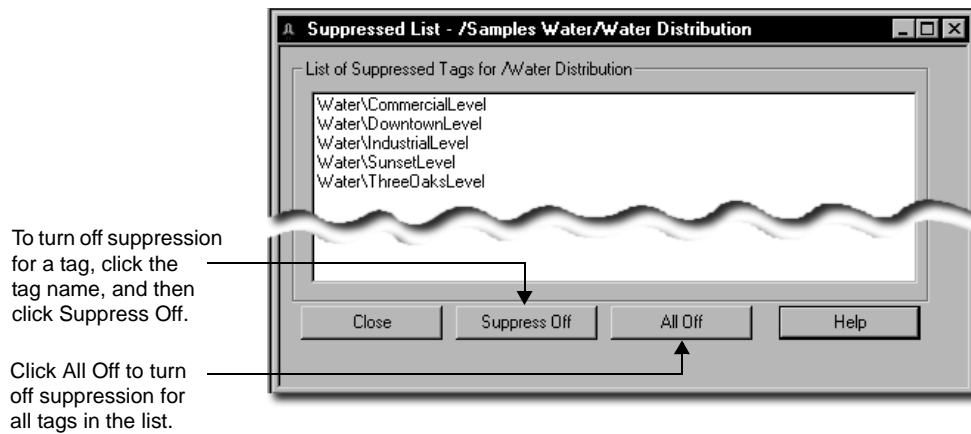 Suppressed List - /Samples Water/Water Distribution
List of Suppressed Tags for /Water Distribution
Water\CommercialLevel
Water\DowntownLevel
Water\IndustrialLevel
Water\SunsetLevel
Water\ThreeOaksLevel
To turn off suppression
for a tag, click the
tag name, and then
click Suppress Off.
Close Suppress Off All Off Help
Click All Off to turn
off suppression for
all tags in the list.